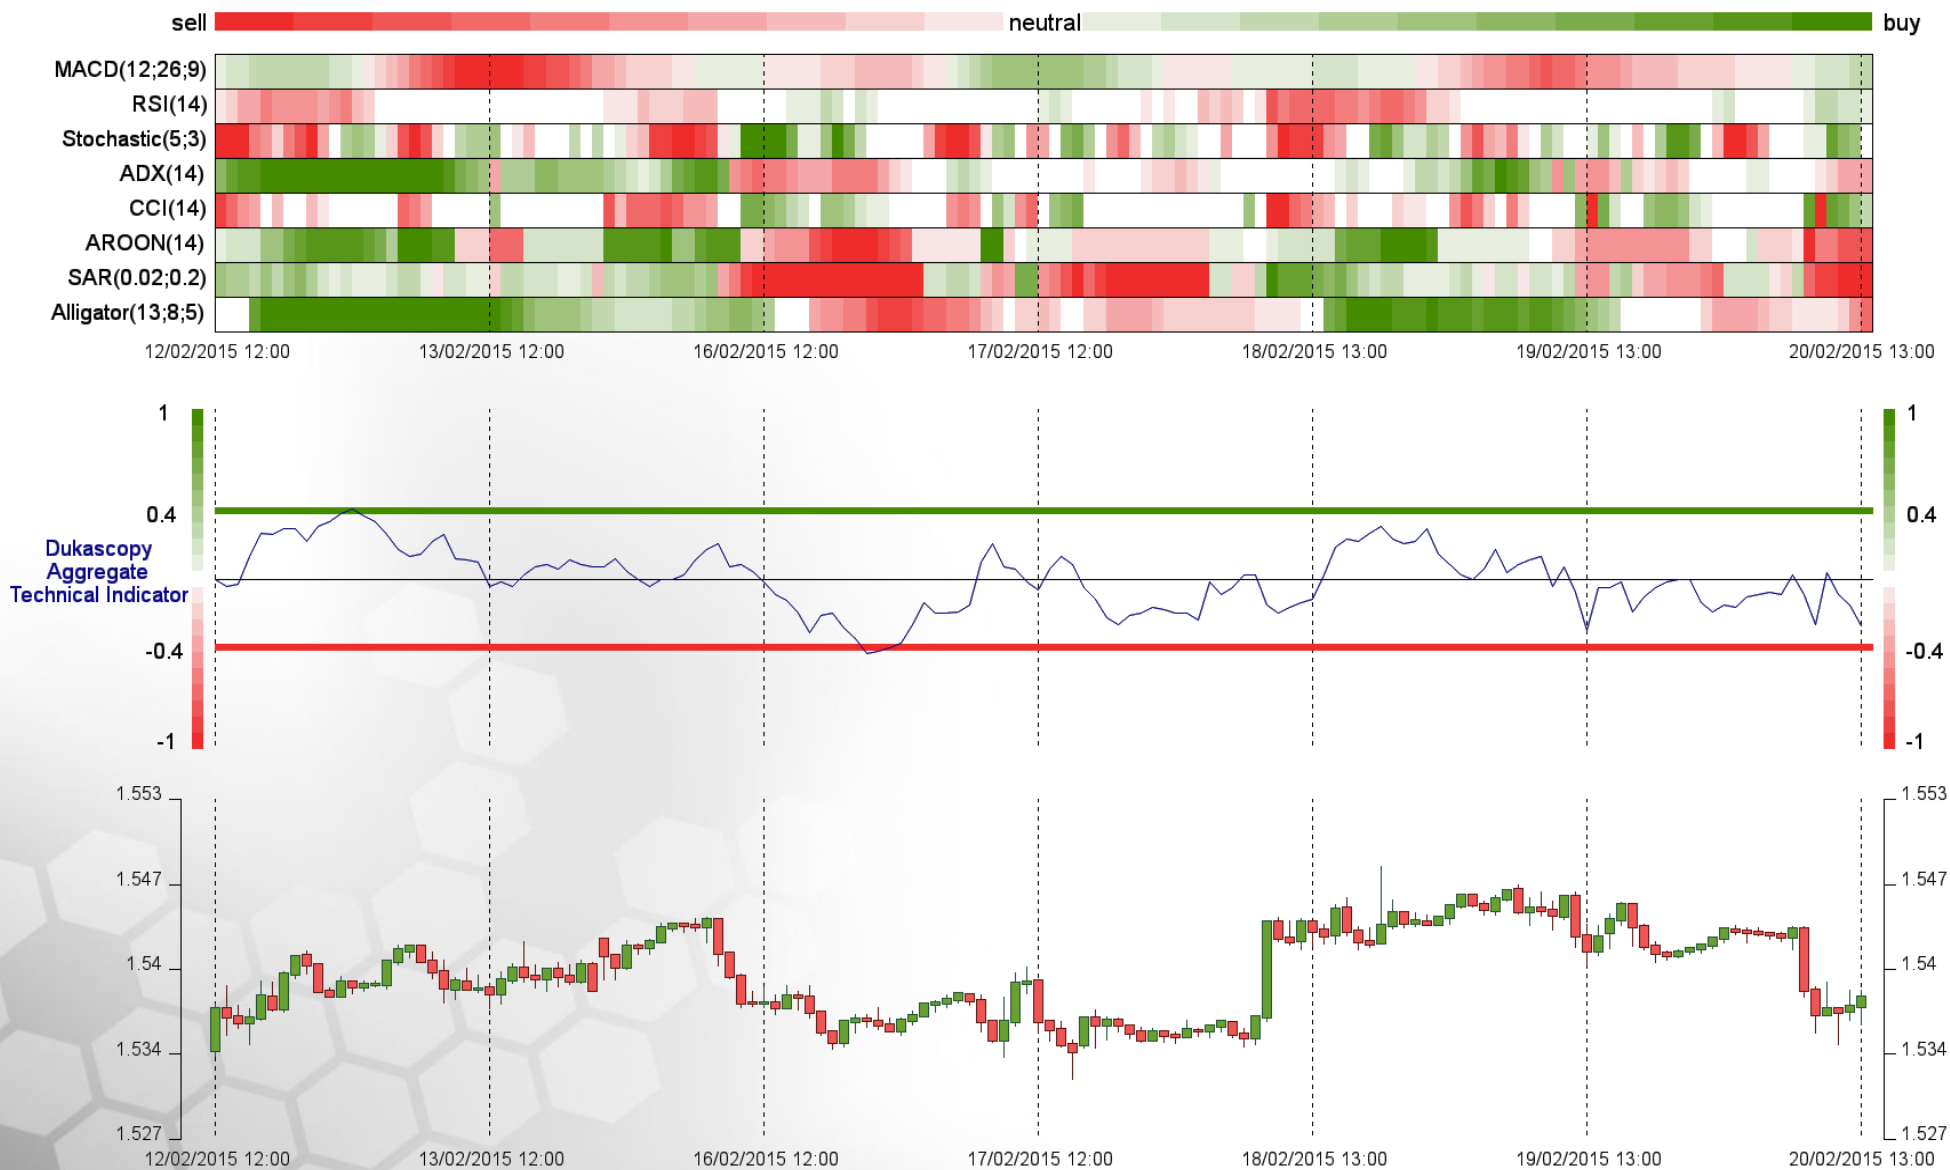 sell neutral buy
MACD(12;26;9)
RSI(14)
Stochastic(5;3)
ADX(14)
CCI(14)
AROON(14)
SAR(0.02;0.2)
Alligator(13;8;5)
12/02/2015 12:00 13/02/2015 12:00 16/02/2015 12:00 17/02/2015 12:00 18/02/2015 13:00 19/02/2015 13:00 20/02/2015 13:00
1 1
0.4 0.4
Dukascopy
Aggregate
Technical Indicator
-0.4 -0.4
-1 -1
1.553 1.553
1.547 1.547
1.54 1.54
1.534 1.534
1.527 1.527
12/02/2015 12:00 13/02/2015 12:00 16/02/2015 12:00 17/02/2015 12:00 18/02/2015 13:00 19/02/2015 13:00 20/02/2015 13:00